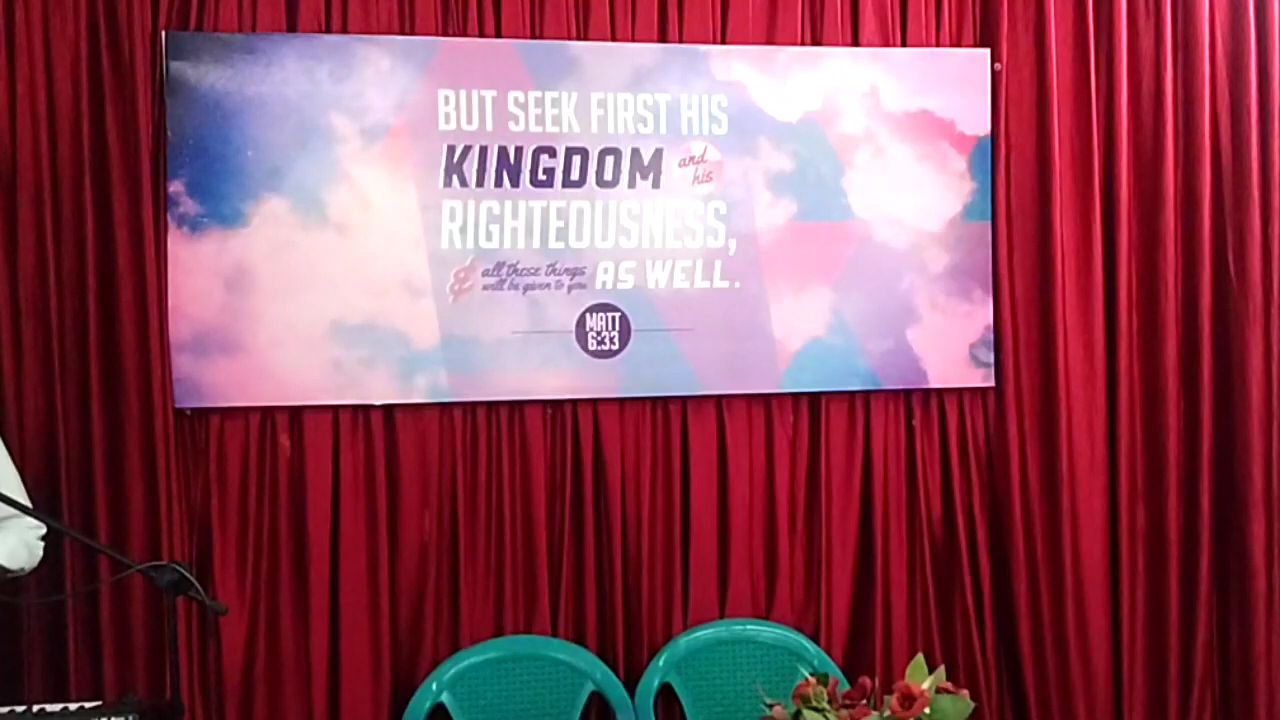 BUT SEEK FIRST HIS
KINGDOM and his
RIGHTEOUSNESS,
& all these things will be given to you AS WELL.
MATT
6:33